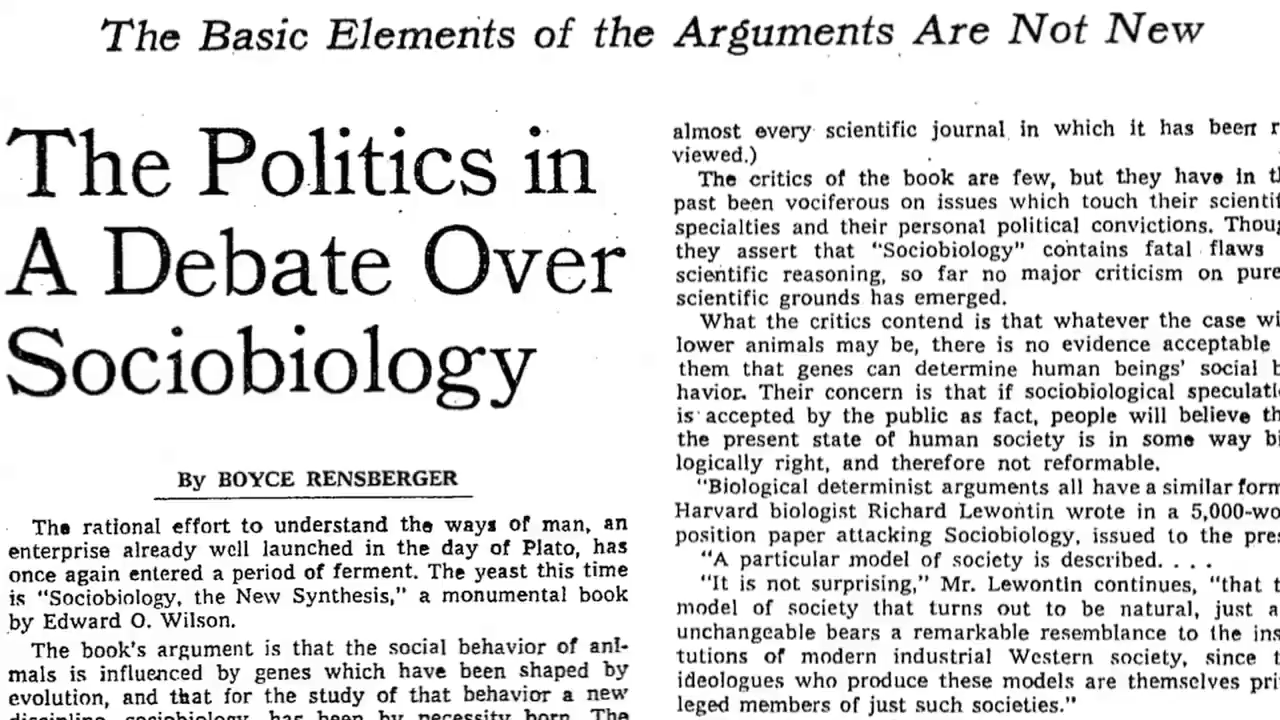 The Basic Elements of the Arguments Are Not New
The Politics in
A Debate Over
Sociobiology
By BOYCE RENSBERGER
The rational effort to understand the ways of man, an
enterprise already well launched in the day of Plato, has
once again entered a period of ferment. The yeast this time
is "Sociobiology, the New Synthesis," a monumental book
by Edward O. Wilson.
The book's argument is that the social behavior of ani-
mals is influenced by genes which have been shaped by
evolution, and that for the study of that behavior a new
discipline, sociobiology, has been by necessity born. The
almost every scientific journal in which it has been r
viewed.)
The critics of the book are few, but they have in th
past been vociferous on issues which touch their scientif
specialties and their personal political convictions. Thoug
they assert that "Sociobiology" contains fatal flaws
scientific reasoning, so far no major criticism on pure
scientific grounds has emerged.
What the critics contend is that whatever the case wi
lower animals may be, there is no evidence acceptable
them that genes can determine human beings' social b
havior. Their concern is that if sociobiological speculati
is accepted by the public as fact, people will believe th
the present state of human society is in some way bi
logically right, and therefore not reformable.
"Biological determinist arguments all have a similar form
Harvard biologist Richard Lewontin wrote in a 5,000-wo
position paper attacking Sociobiology, issued to the pres
"A particular model of society is described. . . .
"It is not surprising," Mr. Lewontin continues, "that t
model of society that turns out to be natural, just a
unchangeable bears a remarkable resemblance to the ins
tutions of modern industrial Western society, since t
ideologues who produce these models are themselves priv
leged members of just such societies."